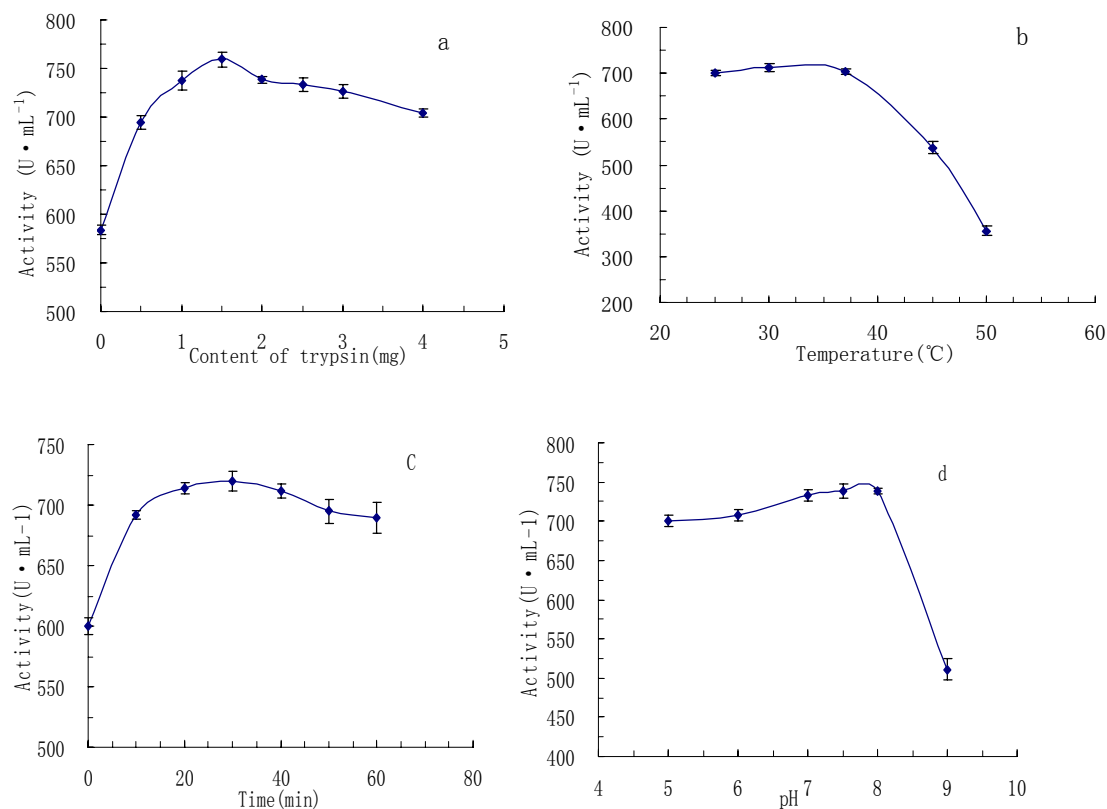 a
800
750
700
650
600
550
500
Activity (U·mL⁻¹)
0 1 2 3 4 5
Content of trypsin(mg)
b
800
700
600
500
400
300
200
Activity (U·mL⁻¹)
20 30 40 50 60
Temperature(℃)
C
750
700
650
600
550
500
Activity(U·mL-1)
0 20 40 60 80
Time(min)
d
800
750
700
650
600
550
500
450
400
Activity(U·mL-1)
4 5 6 7 8 9 10
pH